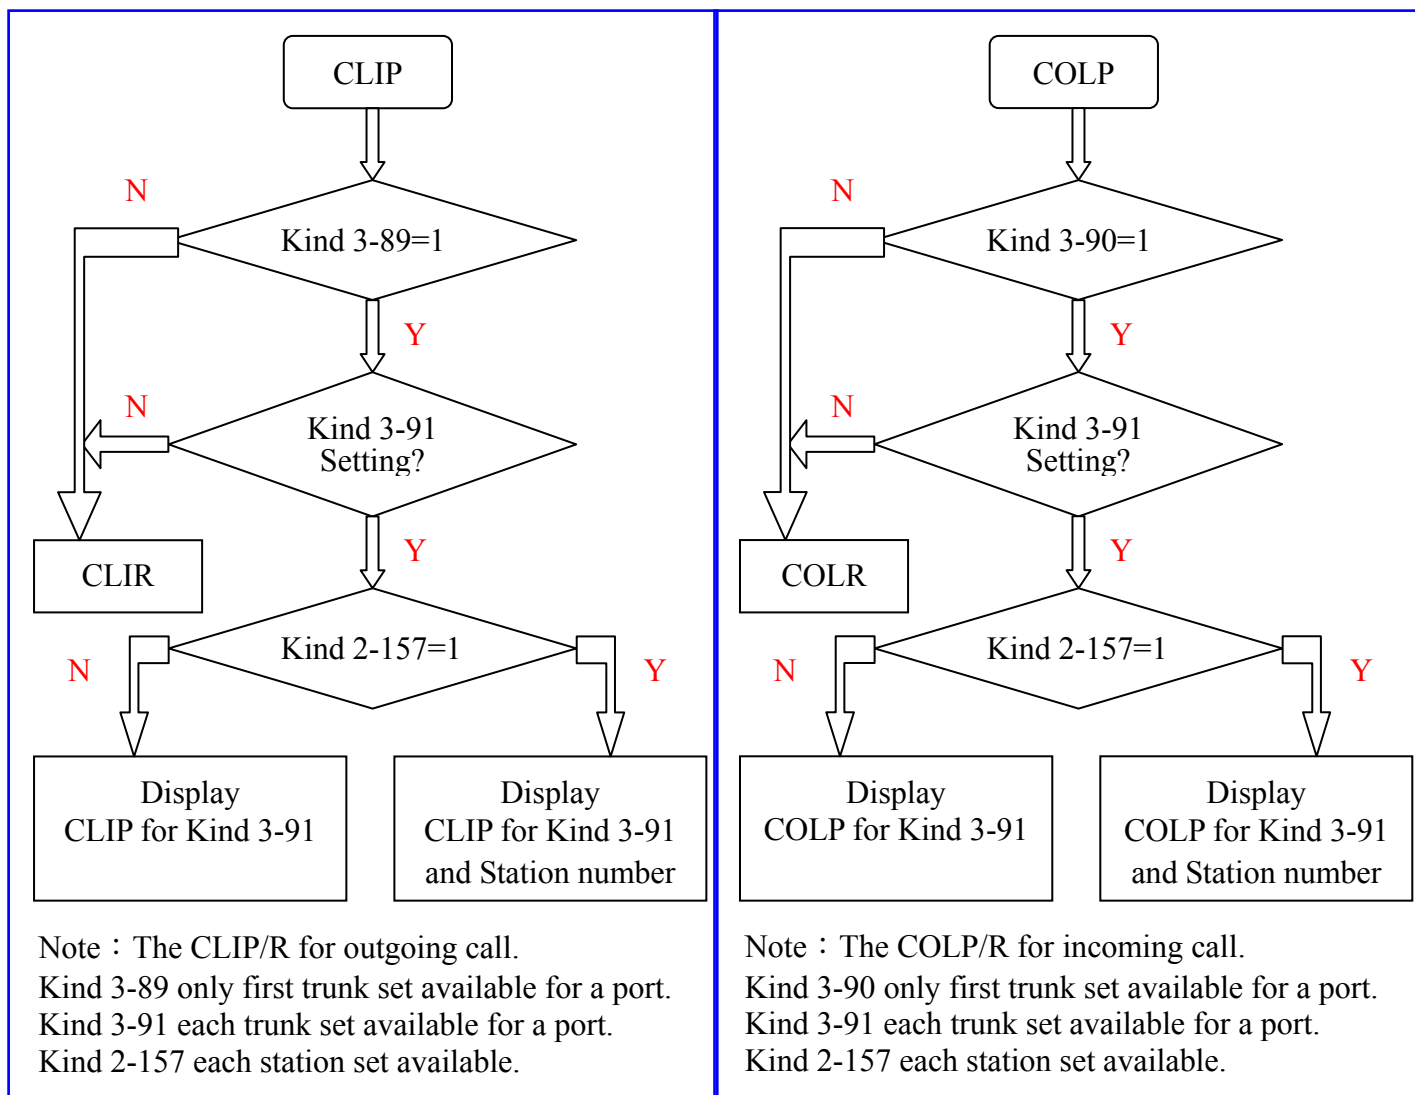 CLIP
N
Kind 3-89=1
Y
N
Kind 3-91
Setting?
Y
CLIR
Kind 2-157=1
N
Y
Display
CLIP for Kind 3-91
Display
CLIP for Kind 3-91
and Station number
Note：The CLIP/R for outgoing call.
Kind 3-89 only first trunk set available for a port.
Kind 3-91 each trunk set available for a port.
Kind 2-157 each station set available.
COLP
N
Kind 3-90=1
Y
N
Kind 3-91
Setting?
Y
COLR
Kind 2-157=1
N
Y
Display
COLP for Kind 3-91
Display
COLP for Kind 3-91
and Station number
Note：The COLP/R for incoming call.
Kind 3-90 only first trunk set available for a port.
Kind 3-91 each trunk set available for a port.
Kind 2-157 each station set available.